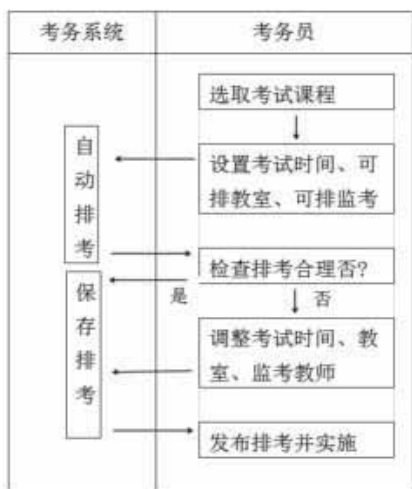 考务系统
考务员
选取考试课程
自动排考
设置考试时间、可
排教室、可排监考
检查排考合理否?
是
否
保存排考
调整考试时间、教
室、监考教师
发布排考并实施